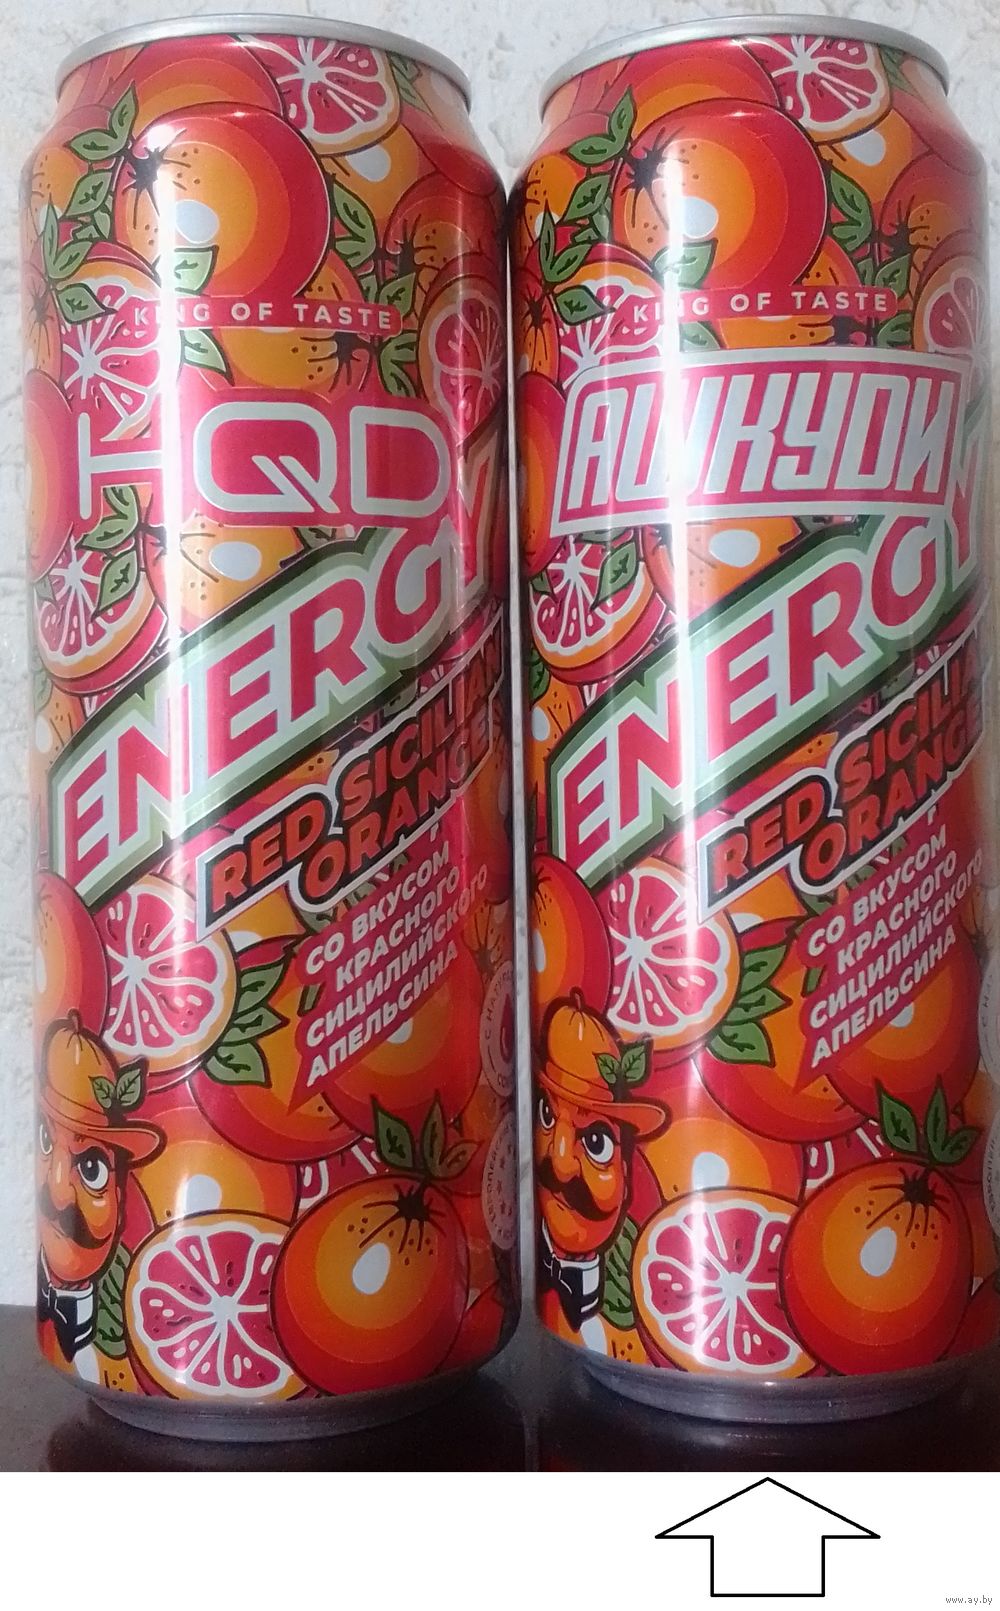 KING OF TASTE
HQD
ENERGY
RED SICILIAN
ORANGE
СО ВКУСОМ
КРАСНОГО
СИЦИЛИЙСКОГО
АПЕЛЬСИНА
KING OF TASTE
АШКУДИ
ENERGY
RED SICILIAN
ORANGE
СО ВКУСОМ
КРАСНОГО
СИЦИЛИЙСКОГО
АПЕЛЬСИНА
www.ay.by